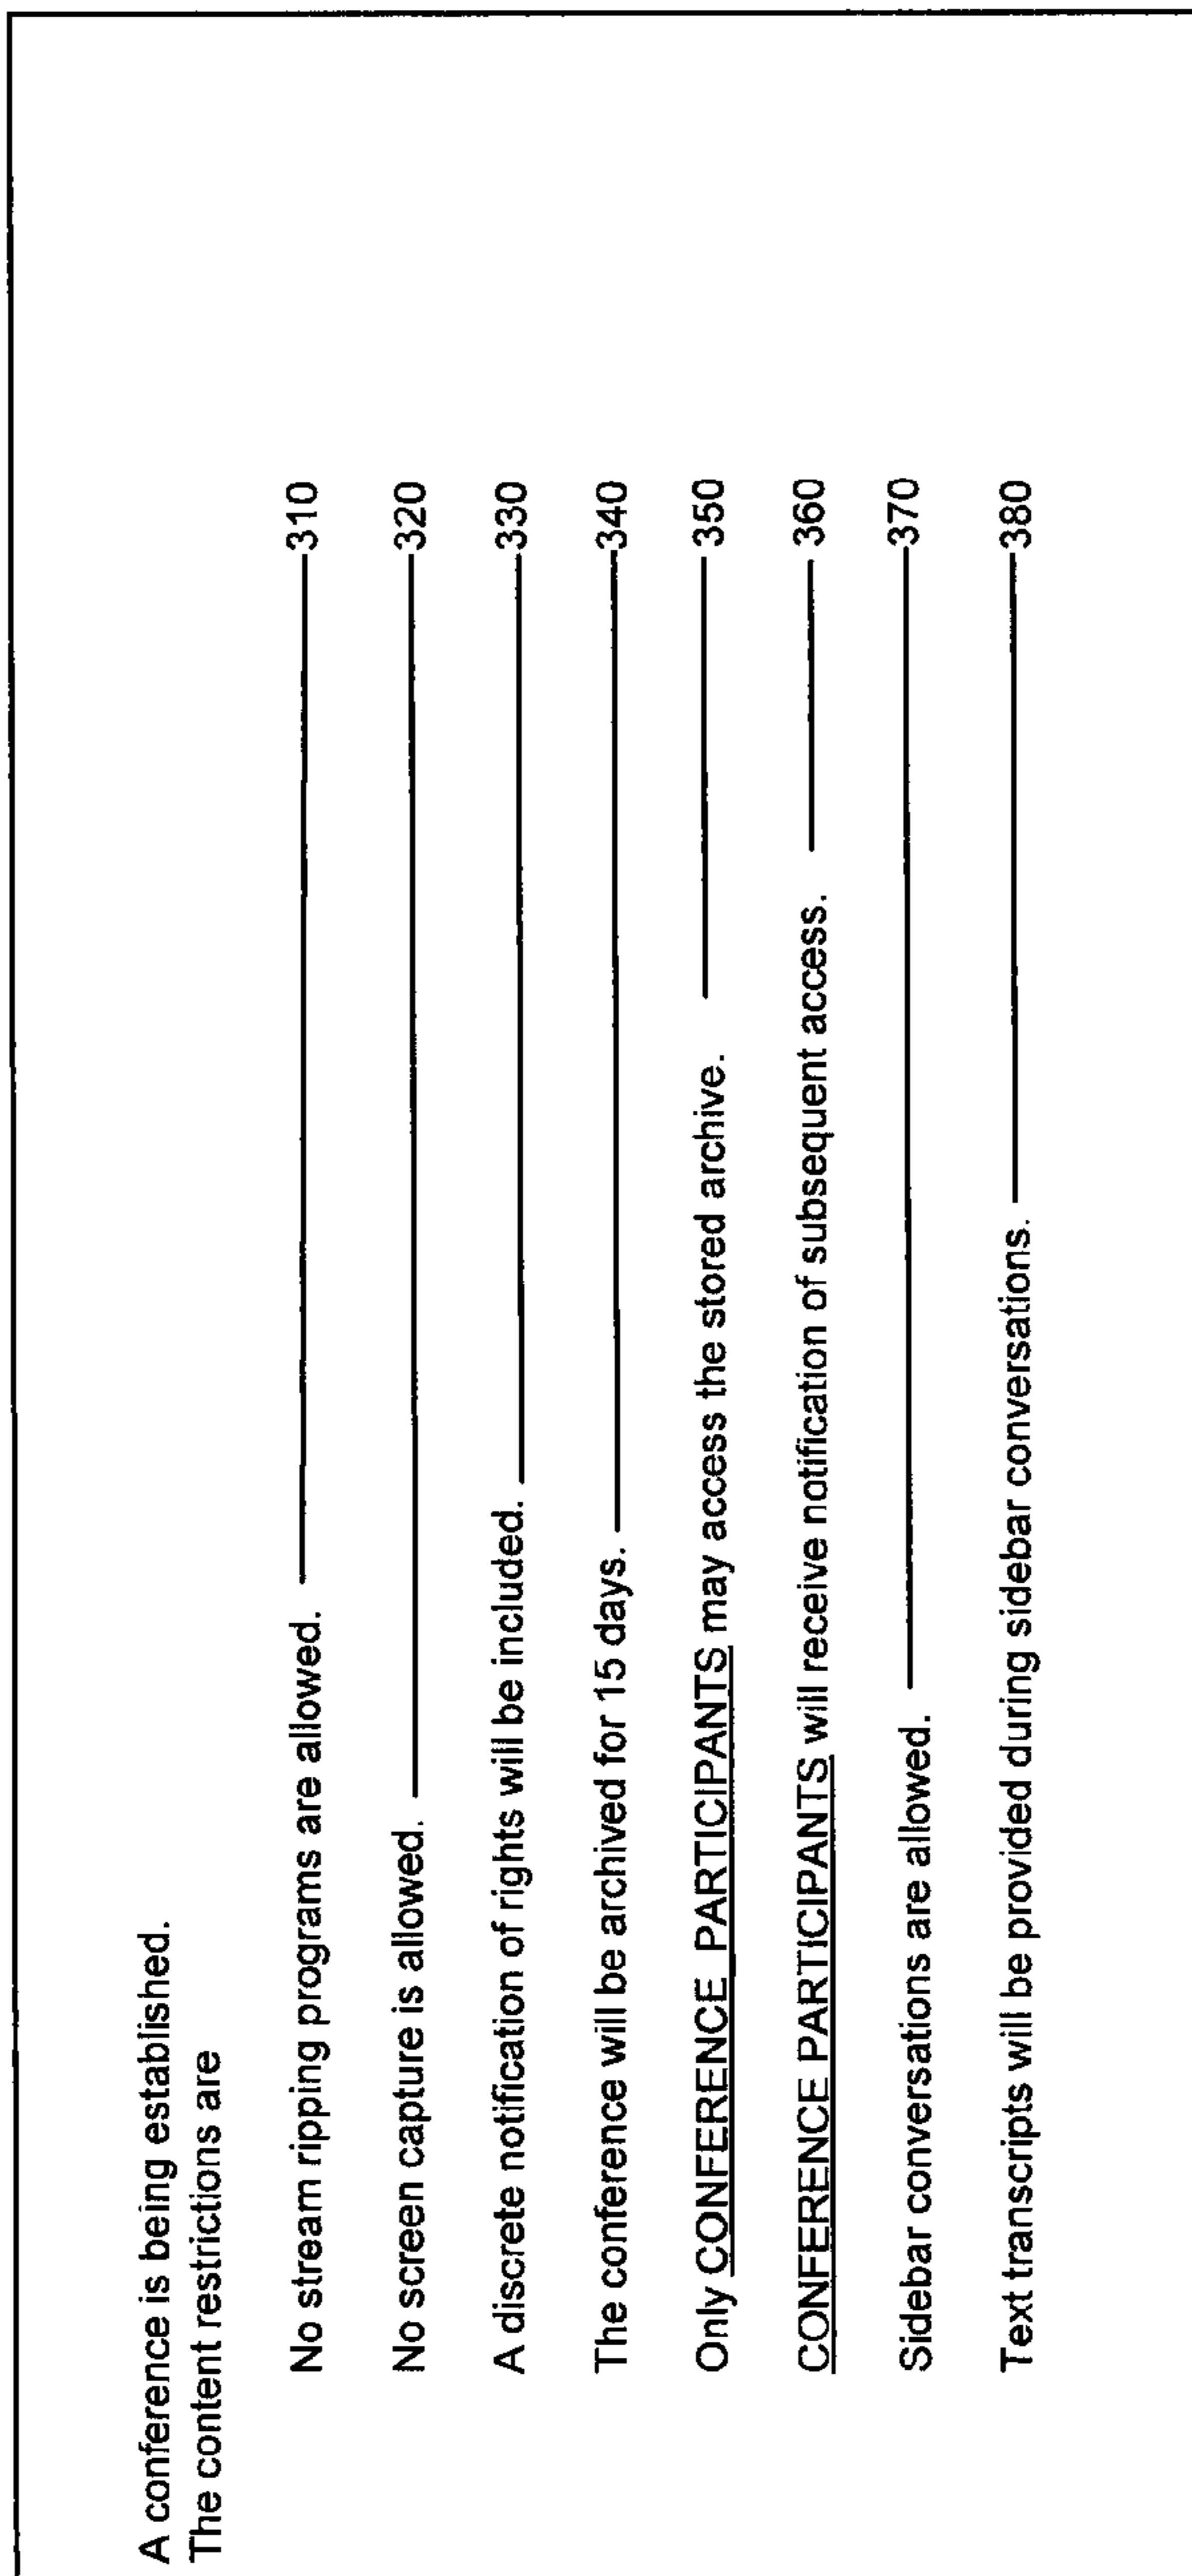 A conference is being established.
The content restrictions are
No stream ripping programs are allowed. 310
No screen capture is allowed. 320
A discrete notification of rights will be included. 330
The conference will be archived for 15 days. 340
Only CONFERENCE PARTICIPANTS may access the stored archive. 350
CONFERENCE PARTICIPANTS will receive notification of subsequent access. 360
Sidebar conversations are allowed. 370
Text transcripts will be provided during sidebar conversations. 380